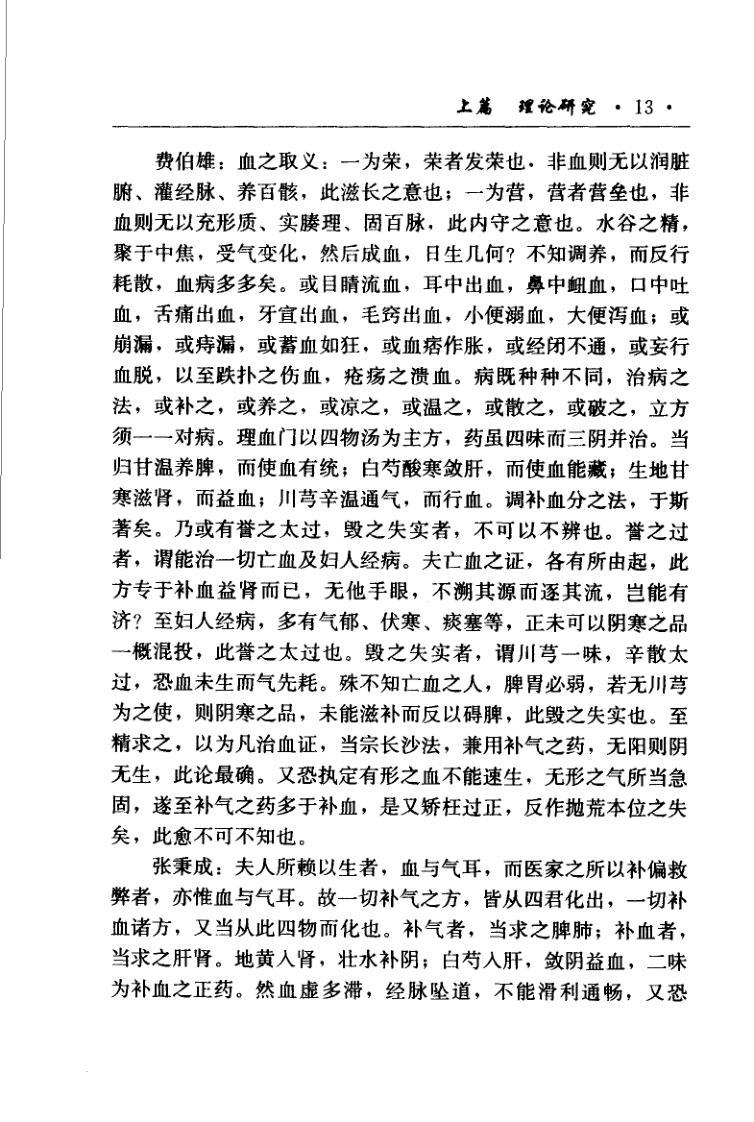 上篇 理论研究 · 13 ·
费伯雄：血之取义：一为荣，荣者发荣也．非血则无以润脏
腑、灌经脉、养百骸，此滋长之意也；一为营，营者营垒也，非
血则无以充形质、实腠理、固百脉，此内守之意也。水谷之精，
聚于中焦，受气变化，然后成血，日生几何？不知调养，而反行
耗散，血病多多矣。或目睛流血，耳中出血，鼻中衄血，口中吐
血，舌痛出血，牙宣出血，毛窍出血，小便溺血，大便泻血；或
崩漏，或痔漏，或蓄血如狂，或血痞作胀，或经闭不通，或妄行
血脱，以至跌扑之伤血，疮疡之溃血。病既种种不同，治病之
法，或补之，或养之，或凉之，或温之，或散之，或破之，立方
须一一对病。理血门以四物汤为主方，药虽四味而三阴并治。当
归甘温养脾，而使血有统；白芍酸寒敛肝，而使血能藏；生地甘
寒滋肾，而益血；川芎辛温通气，而行血。调补血分之法，于斯
著矣。乃或有誉之太过，毁之失实者，不可以不辨也。誉之过
者，谓能治一切亡血及妇人经病。夫亡血之证，各有所由起，此
方专于补血益肾而已，无他手眼，不溯其源而逐其流，岂能有
济？至妇人经病，多有气郁、伏寒、痰塞等，正未可以阴寒之品
一概混投，此誉之太过也。毁之失实者，谓川芎一味，辛散太
过，恐血未生而气先耗。殊不知亡血之人，脾胃必弱，若无川芎
为之使，则阴寒之品，未能滋补而反以碍脾，此毁之失实也。至
精求之，以为凡治血证，当宗长沙法，兼用补气之药，无阳则阴
无生，此论最确。又恐执定有形之血不能速生，无形之气所当急
固，遂至补气之药多于补血，是又矫枉过正，反作抛荒本位之失
矣，此愈不可不知也。
张秉成：夫人所赖以生者，血与气耳，而医家之所以补偏救
弊者，亦惟血与气耳。故一切补气之方，皆从四君化出，一切补
血诸方，又当从此四物而化也。补气者，当求之脾肺；补血者，
当求之肝肾。地黄入肾，壮水补阴；白芍入肝，敛阴益血，二味
为补血之正药。然血虚多滞，经脉坠道，不能滑利通畅，又恐